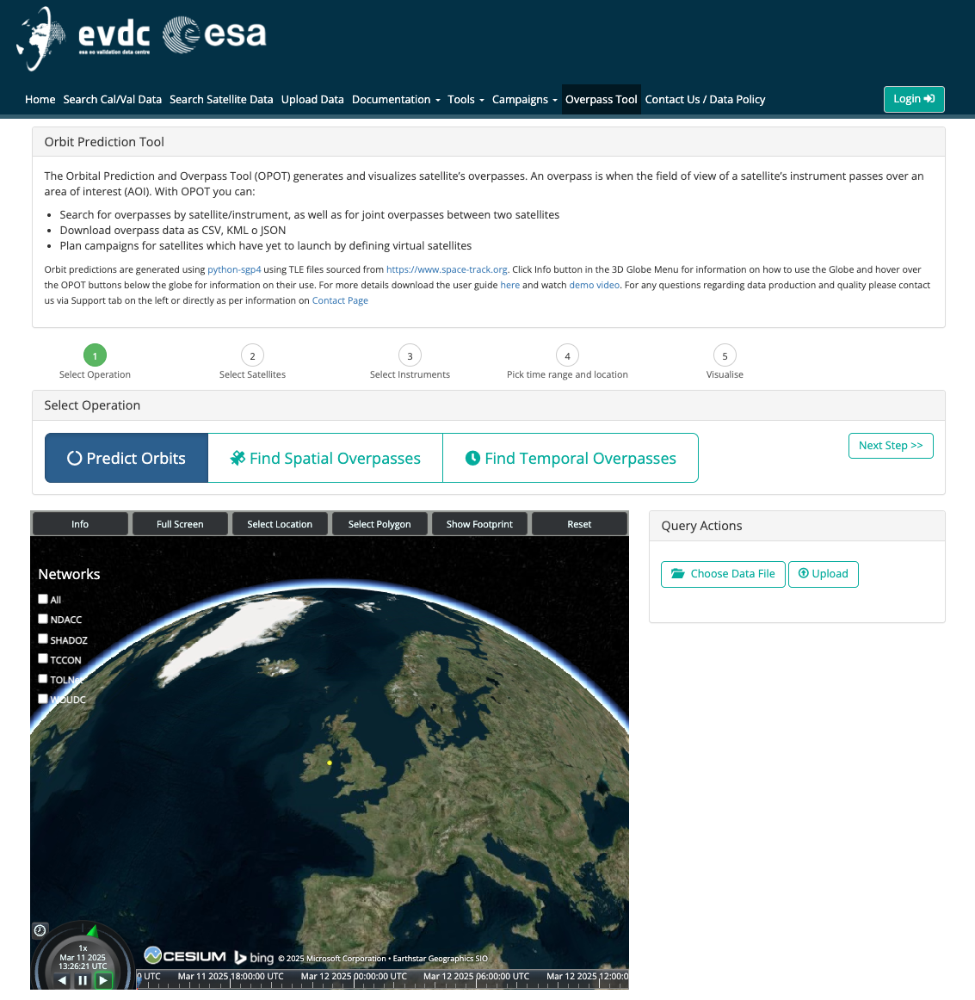 evdc
esa eo validation data centre
esa
Home Search Cal/Val Data Search Satellite Data Upload Data Documentation Tools Campaigns Overpass Tool Contact Us / Data Policy Login
Orbit Prediction Tool
The Orbital Prediction and Overpass Tool (OPOT) generates and visualizes satellite's overpasses. An overpass is when the field of view of a satellite's instrument passes over an
area of interest (AOI). With OPOT you can:
• Search for overpasses by satellite/instrument, as well as for joint overpasses between two satellites
• Download overpass data as CSV, KML o JSON
• Plan campaigns for satellites which have yet to launch by defining virtual satellites
Orbit predictions are generated using python-sgp4 using TLE files sourced from https://www.space-track.org. Click Info button in the 3D Globe Menu for information on how to use the Globe and hover over
the OPOT buttons below the globe for information on their use. For more details download the user guide here and watch demo video. For any questions regarding data production and quality please contact
us via Support tab on the left or directly as per information on Contact Page
1 2 3 4 5
Select Operation Select Satellites Select Instruments Pick time range and location Visualise
Select Operation
Predict Orbits Find Spatial Overpasses Find Temporal Overpasses Next Step >>
Info Full Screen Select Location Select Polygon Show Footprint Reset
Query Actions
Choose Data File Upload
Networks
All
NDACC
SHADOZ
TCCON
TOLNet
WOUDC
1x
Mar 11 2025
13:26:21 UTC
CESIUM bing © 2025 Microsoft Corporation • Earthstar Geographics SIO
0 UTC Mar 11 2025 18:00:00 UTC Mar 12 2025 00:00:00 UTC Mar 12 2025 06:00:00 UTC Mar 12 2025 12:00:0